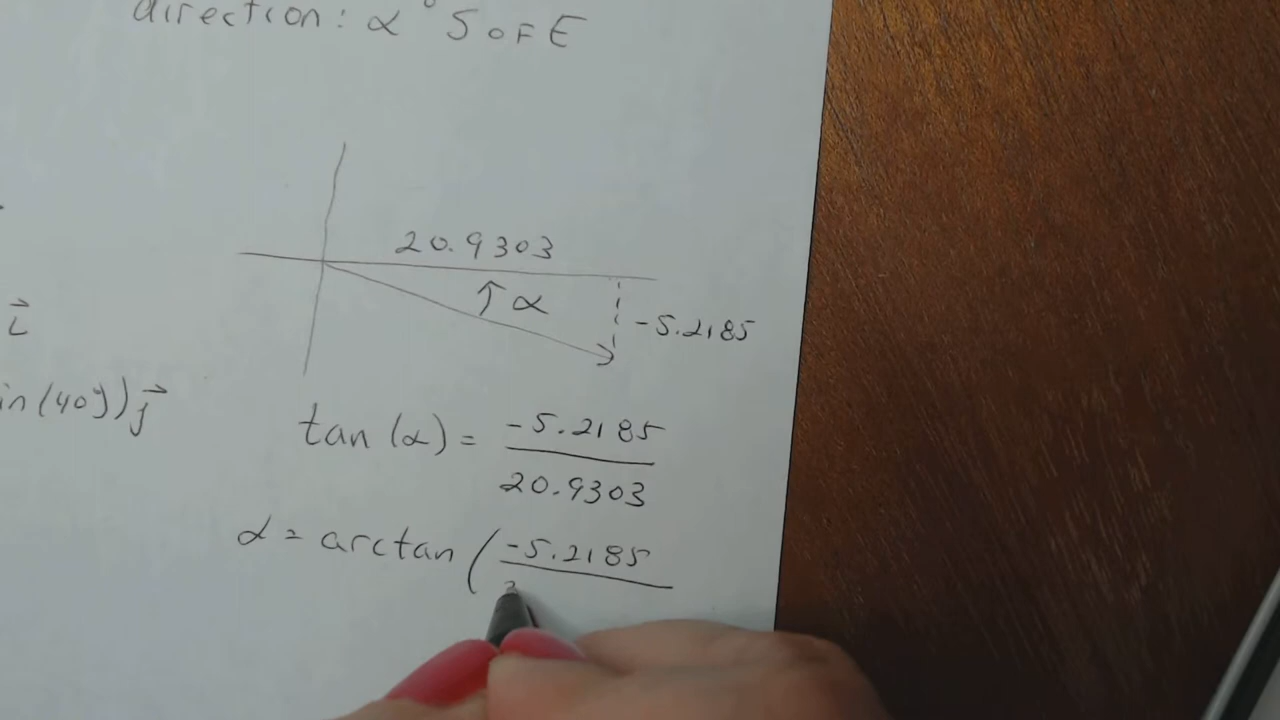 direction: α° S OF E
20.9303
↑ α
-5.2185
i⃗
in(40°))j⃗
tan(α) = -5.2185
20.9303
α = arctan(-5.2185